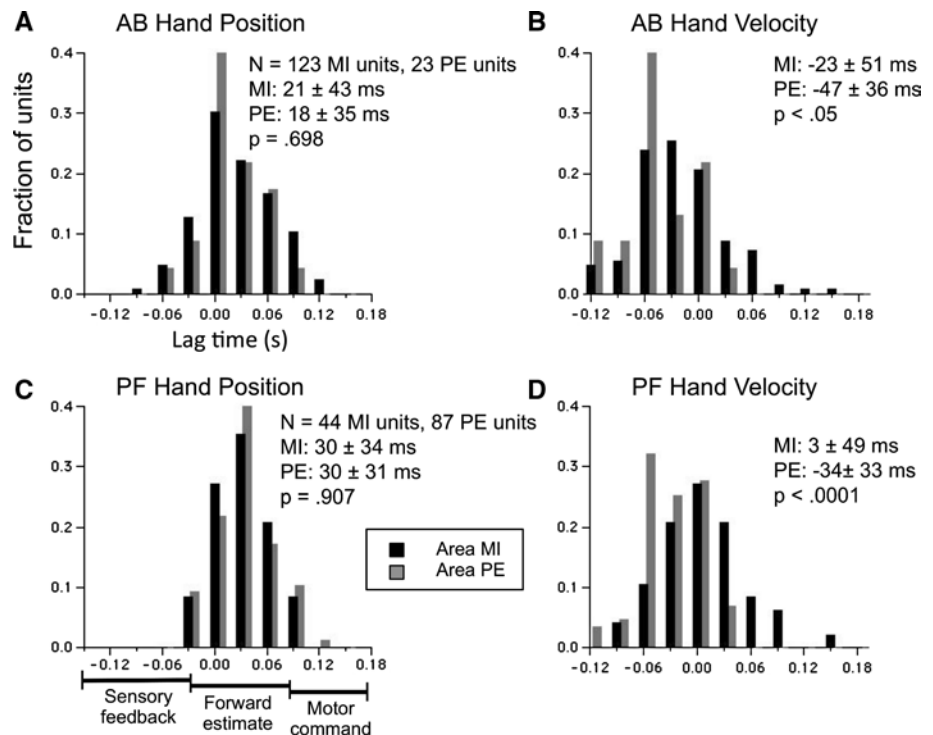 A
AB Hand Position
N = 123 MI units, 23 PE units
MI: 21 ± 43 ms
PE: 18 ± 35 ms
p = .698
Fraction of units
0.4
0.3
0.2
0.1
0.0
-0.12 -0.06 0.00 0.06 0.12 0.18
Lag time (s)
B
AB Hand Velocity
MI: -23 ± 51 ms
PE: -47 ± 36 ms
p < .05
0.4
0.3
0.2
0.1
0.0
-0.12 -0.06 0.00 0.06 0.12 0.18
C
PF Hand Position
N = 44 MI units, 87 PE units
MI: 30 ± 34 ms
PE: 30 ± 31 ms
p = .907
0.4
0.3
0.2
0.1
0.0
-0.12 -0.06 0.00 0.06 0.12 0.18
Area MI
Area PE
Sensory
feedback
Forward
estimate
Motor
command
D
PF Hand Velocity
MI: 3 ± 49 ms
PE: -34± 33 ms
p < .0001
0.4
0.3
0.2
0.1
0.0
-0.12 -0.06 0.00 0.06 0.12 0.18